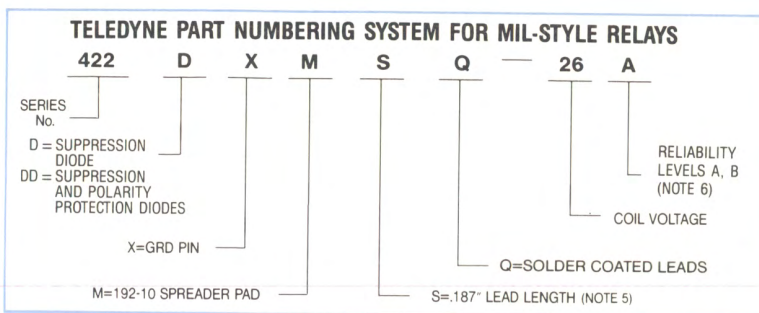 TELEDYNE PART NUMBERING SYSTEM FOR MIL-STYLE RELAYS
422 D X M S Q — 26 A
SERIES
No.
D = SUPPRESSION
DIODE
DD = SUPPRESSION
AND POLARITY
PROTECTION DIODES
RELIABILITY
LEVELS A, B
(NOTE 6)
COIL VOLTAGE
X=GRD PIN
Q=SOLDER COATED LEADS
M=192-10 SPREADER PAD
S=.187" LEAD LENGTH (NOTE 5)